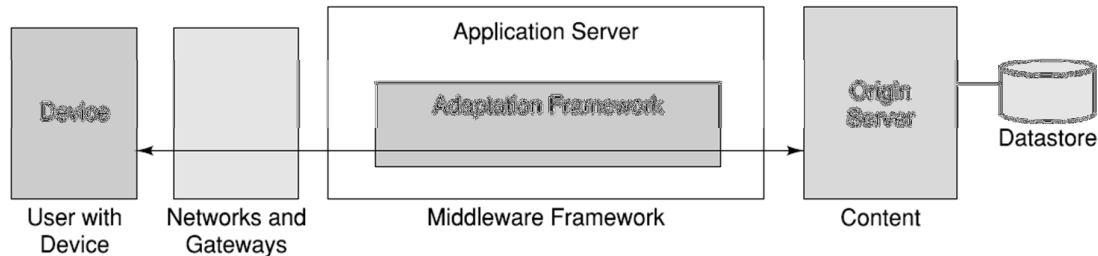 Application Server
Device
Adaptation Framework
Origin
Server
Datastore
User with
Device
Networks and
Gateways
Middleware Framework
Content